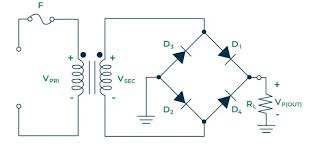 F
D3 D1
+ +
VPRI VSEC
- -
+
RL VP(OUT)
-
D2 D4